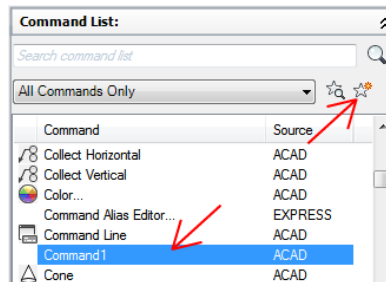 Command List:
Search command list
All Commands Only
Command Source
Collect Horizontal ACAD
Collect Vertical ACAD
Color... ACAD
Command Alias Editor... EXPRESS
Command Line ACAD
Command1 ACAD
Cone ACAD